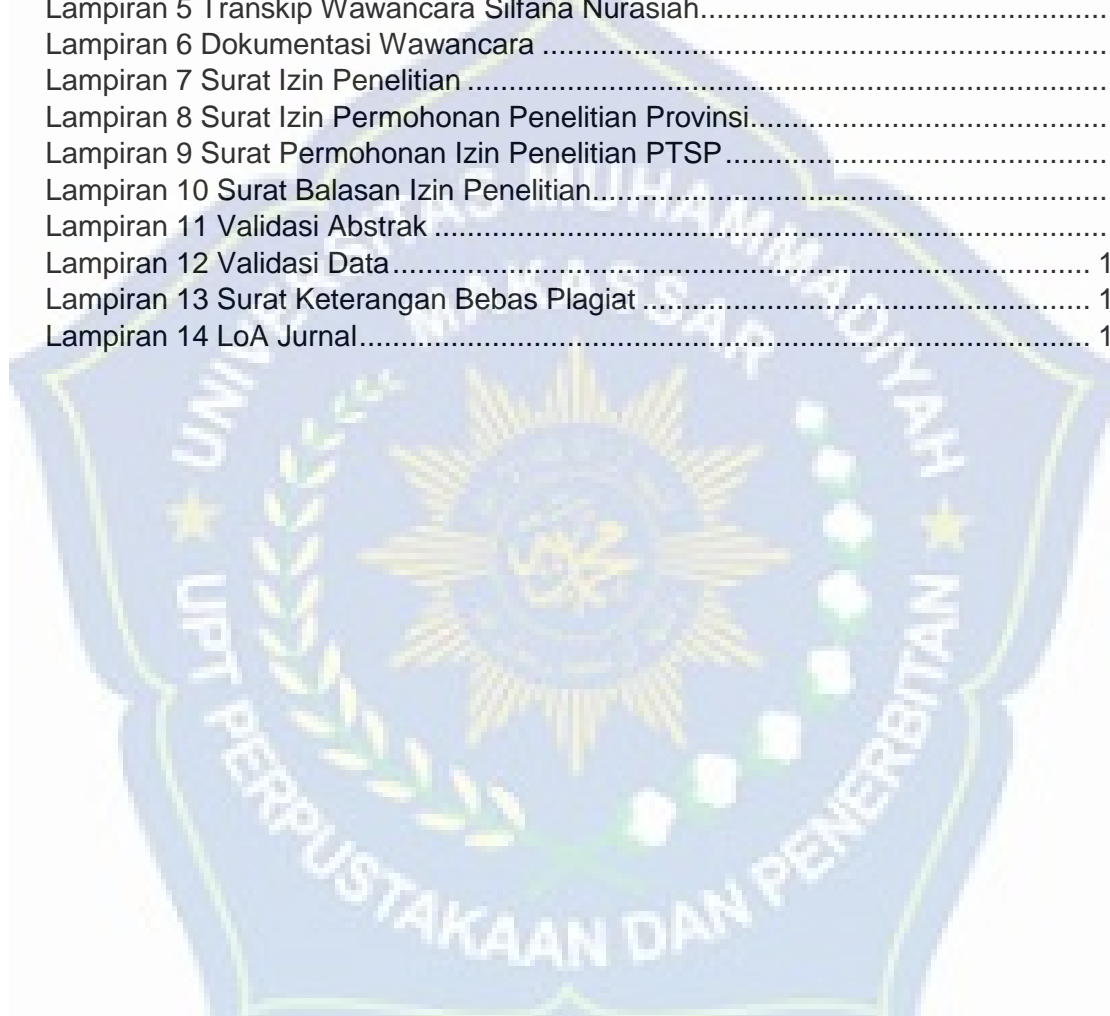 Lampiran 5 Transkip Wawancara Silfana Nurasiah
Lampiran 6 Dokumentasi Wawancara
Lampiran 7 Surat Izin Penelitian
Lampiran 8 Surat Izin Permohonan Penelitian Provinsi
Lampiran 9 Surat Permohonan Izin Penelitian PTSP
Lampiran 10 Surat Balasan Izin Penelitian
Lampiran 11 Validasi Abstrak
Lampiran 12 Validasi Data 1
Lampiran 13 Surat Keterangan Bebas Plagiat 1
Lampiran 14 LoA Jurnal 1
UNIVERSITAS MUHAMMADIYAH
MAKASSAR
UPT PERPUSTAKAAN DAN PENERBITAN